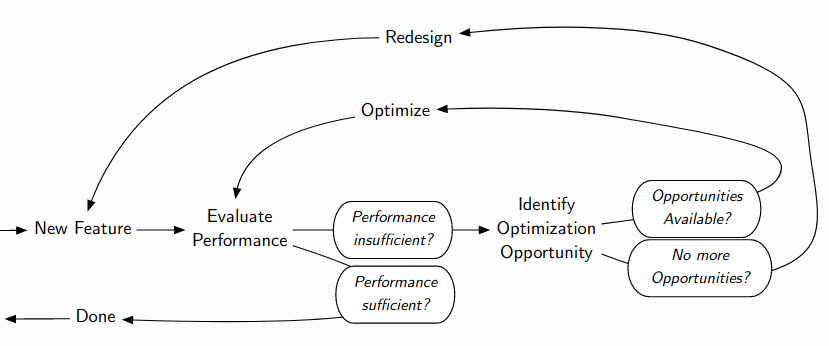 Redesign
Optimize
New Feature
Evaluate
Performance
Performance
insufficient?
Performance
sufficient?
Identify
Optimization
Opportunity
Opportunities
Available?
No more
Opportunities?
Done